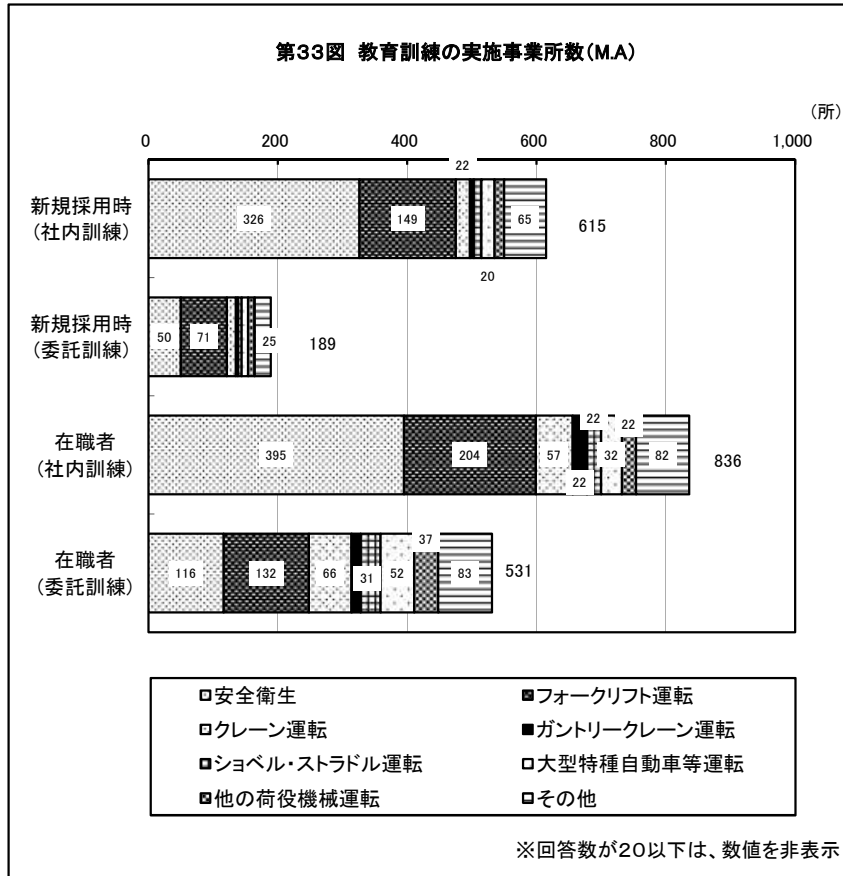 第33図 教育訓練の実施事業所数(M.A)
(所)
0 200 400 600 800 1,000
22
新規採用時
(社内訓練)
326 149 65 615
20
新規採用時
(委託訓練)
50 71 25 189
22 22
在職者
(社内訓練)
395 204 57 32 82 836
22
37
在職者
(委託訓練)
116 132 66 31 52 83 531
安全衛生 フォークリフト運転
クレーン運転 ガントリークレーン運転
ショベル・ストラドル運転 大型特種自動車等運転
他の荷役機械運転 その他
※回答数が20以下は、数値を非表示